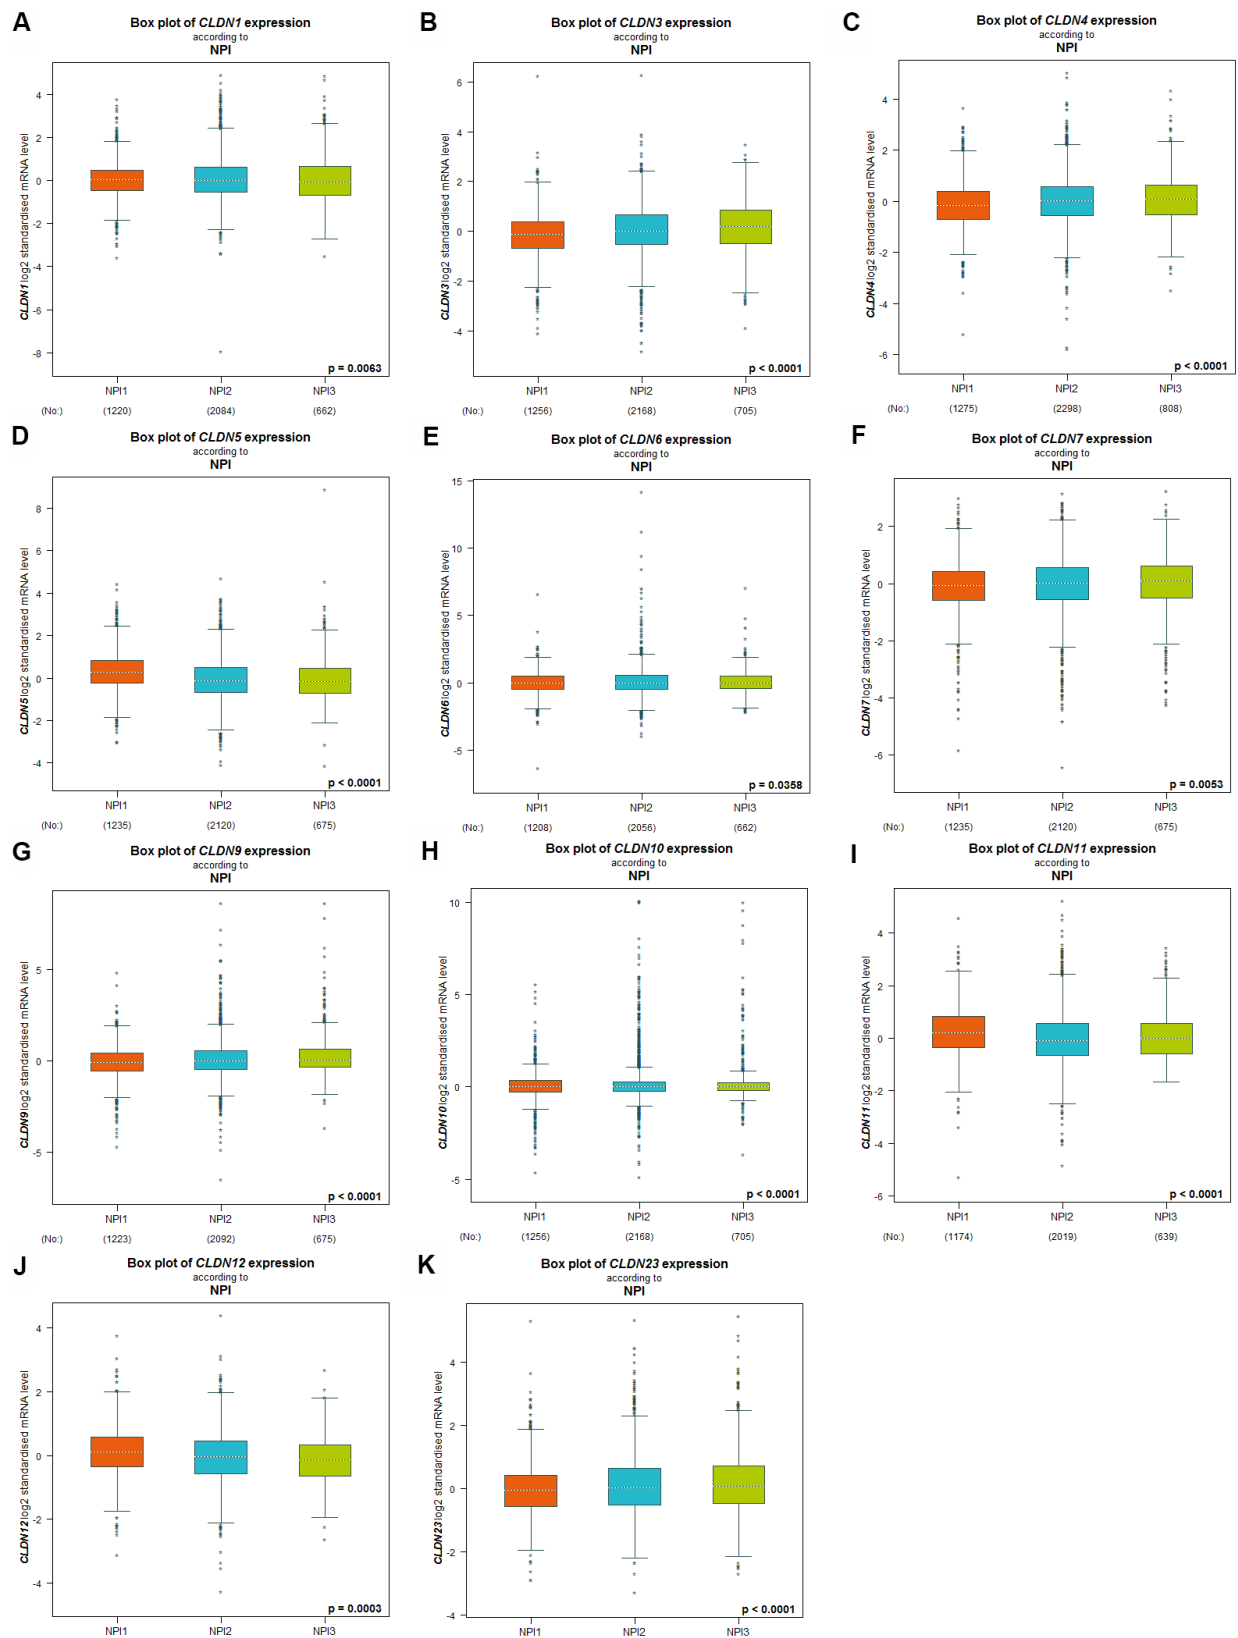 A
Box plot of CLDN1 expression
according to
NPI
CLDN1 log2 standardised mRNA level
4
2
0
-2
-4
-6
-8
p = 0.0063
NPI1 NPI2 NPI3
(No:) (1220) (2084) (662)
B
Box plot of CLDN3 expression
according to
NPI
CLDN3 log2 standardised mRNA level
6
4
2
0
-2
-4
p < 0.0001
NPI1 NPI2 NPI3
(No:) (1256) (2168) (705)
C
Box plot of CLDN4 expression
according to
NPI
CLDN4 log2 standardised mRNA level
4
2
0
-2
-4
-6
p < 0.0001
NPI1 NPI2 NPI3
(No:) (1275) (2298) (808)
D
Box plot of CLDN5 expression
according to
NPI
CLDN5 log2 standardised mRNA level
8
6
4
2
0
-2
-4
p < 0.0001
NPI1 NPI2 NPI3
(No:) (1235) (2120) (675)
E
Box plot of CLDN6 expression
according to
NPI
CLDN6 log2 standardised mRNA level
15
10
5
0
-5
p = 0.0358
NPI1 NPI2 NPI3
(No:) (1208) (2056) (662)
F
Box plot of CLDN7 expression
according to
NPI
CLDN7 log2 standardised mRNA level
2
0
-2
-4
-6
p = 0.0053
NPI1 NPI2 NPI3
(No:) (1235) (2120) (675)
G
Box plot of CLDN9 expression
according to
NPI
CLDN9 log2 standardised mRNA level
5
0
-5
p < 0.0001
NPI1 NPI2 NPI3
(No:) (1223) (2092) (675)
H
Box plot of CLDN10 expression
according to
NPI
CLDN10 log2 standardised mRNA level
10
5
0
-5
p < 0.0001
NPI1 NPI2 NPI3
(No:) (1256) (2168) (705)
I
Box plot of CLDN11 expression
according to
NPI
CLDN11 log2 standardised mRNA level
4
2
0
-2
-4
-6
p < 0.0001
NPI1 NPI2 NPI3
(No:) (1174) (2019) (639)
J
Box plot of CLDN12 expression
according to
NPI
CLDN12 log2 standardised mRNA level
4
2
0
-2
-4
p = 0.0003
NPI1 NPI2 NPI3
K
Box plot of CLDN23 expression
according to
NPI
CLDN23 log2 standardised mRNA level
4
2
0
-2
-4
p < 0.0001
NPI1 NPI2 NPI3